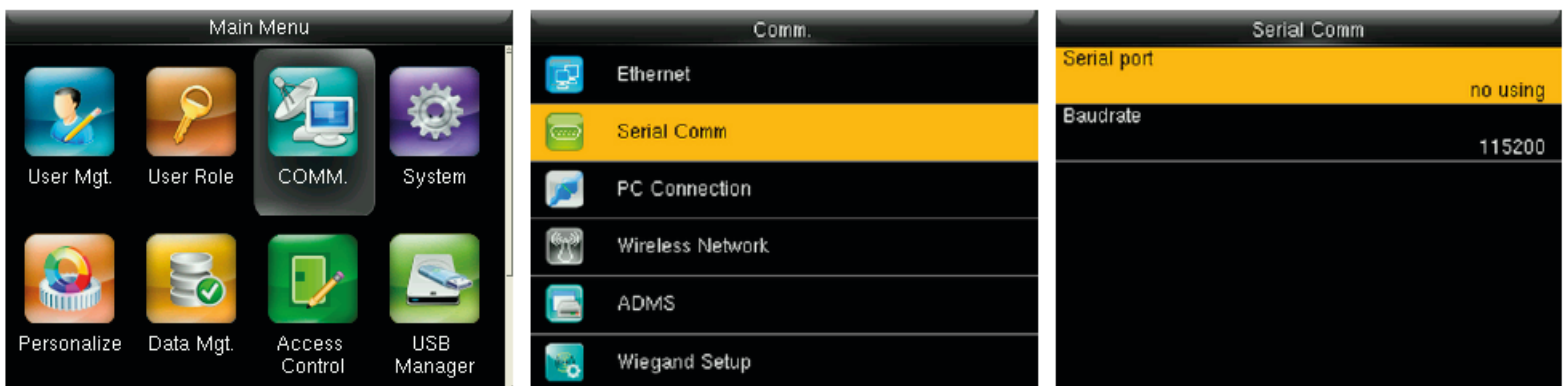 Main Menu
User Mgt.
User Role
COMM.
System
Personalize
Data Mgt.
Access
Control
USB
Manager
Comm.
Ethernet
Serial Comm
PC Connection
Wireless Network
ADMS
Wiegand Setup
Serial Comm
Serial port
no using
Baudrate
115200